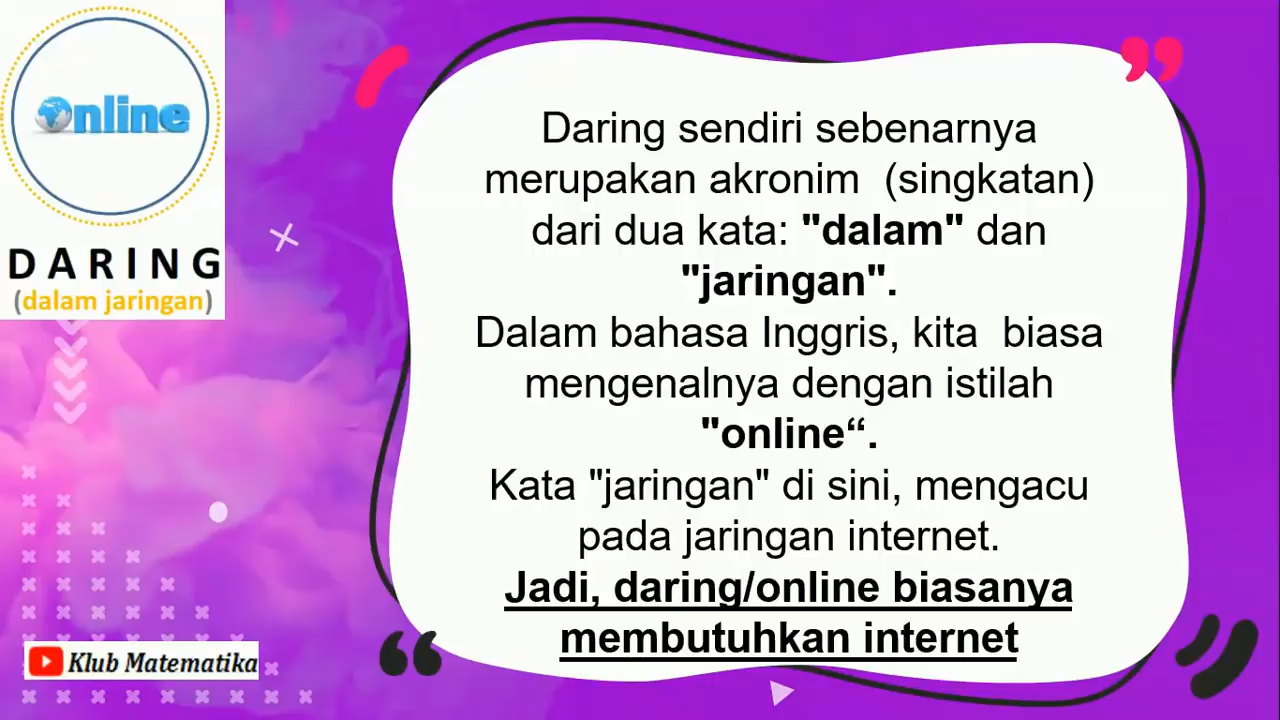 Online
DARING
(dalam jaringan)
Daring sendiri sebenarnya
merupakan akronim  (singkatan)
dari dua kata: "dalam" dan
"jaringan".
Dalam bahasa Inggris, kita  biasa
mengenalnya dengan istilah
"online“.
Kata "jaringan" di sini, mengacu
pada jaringan internet.
Jadi, daring/online biasanya
membutuhkan internet
Klub Matematika